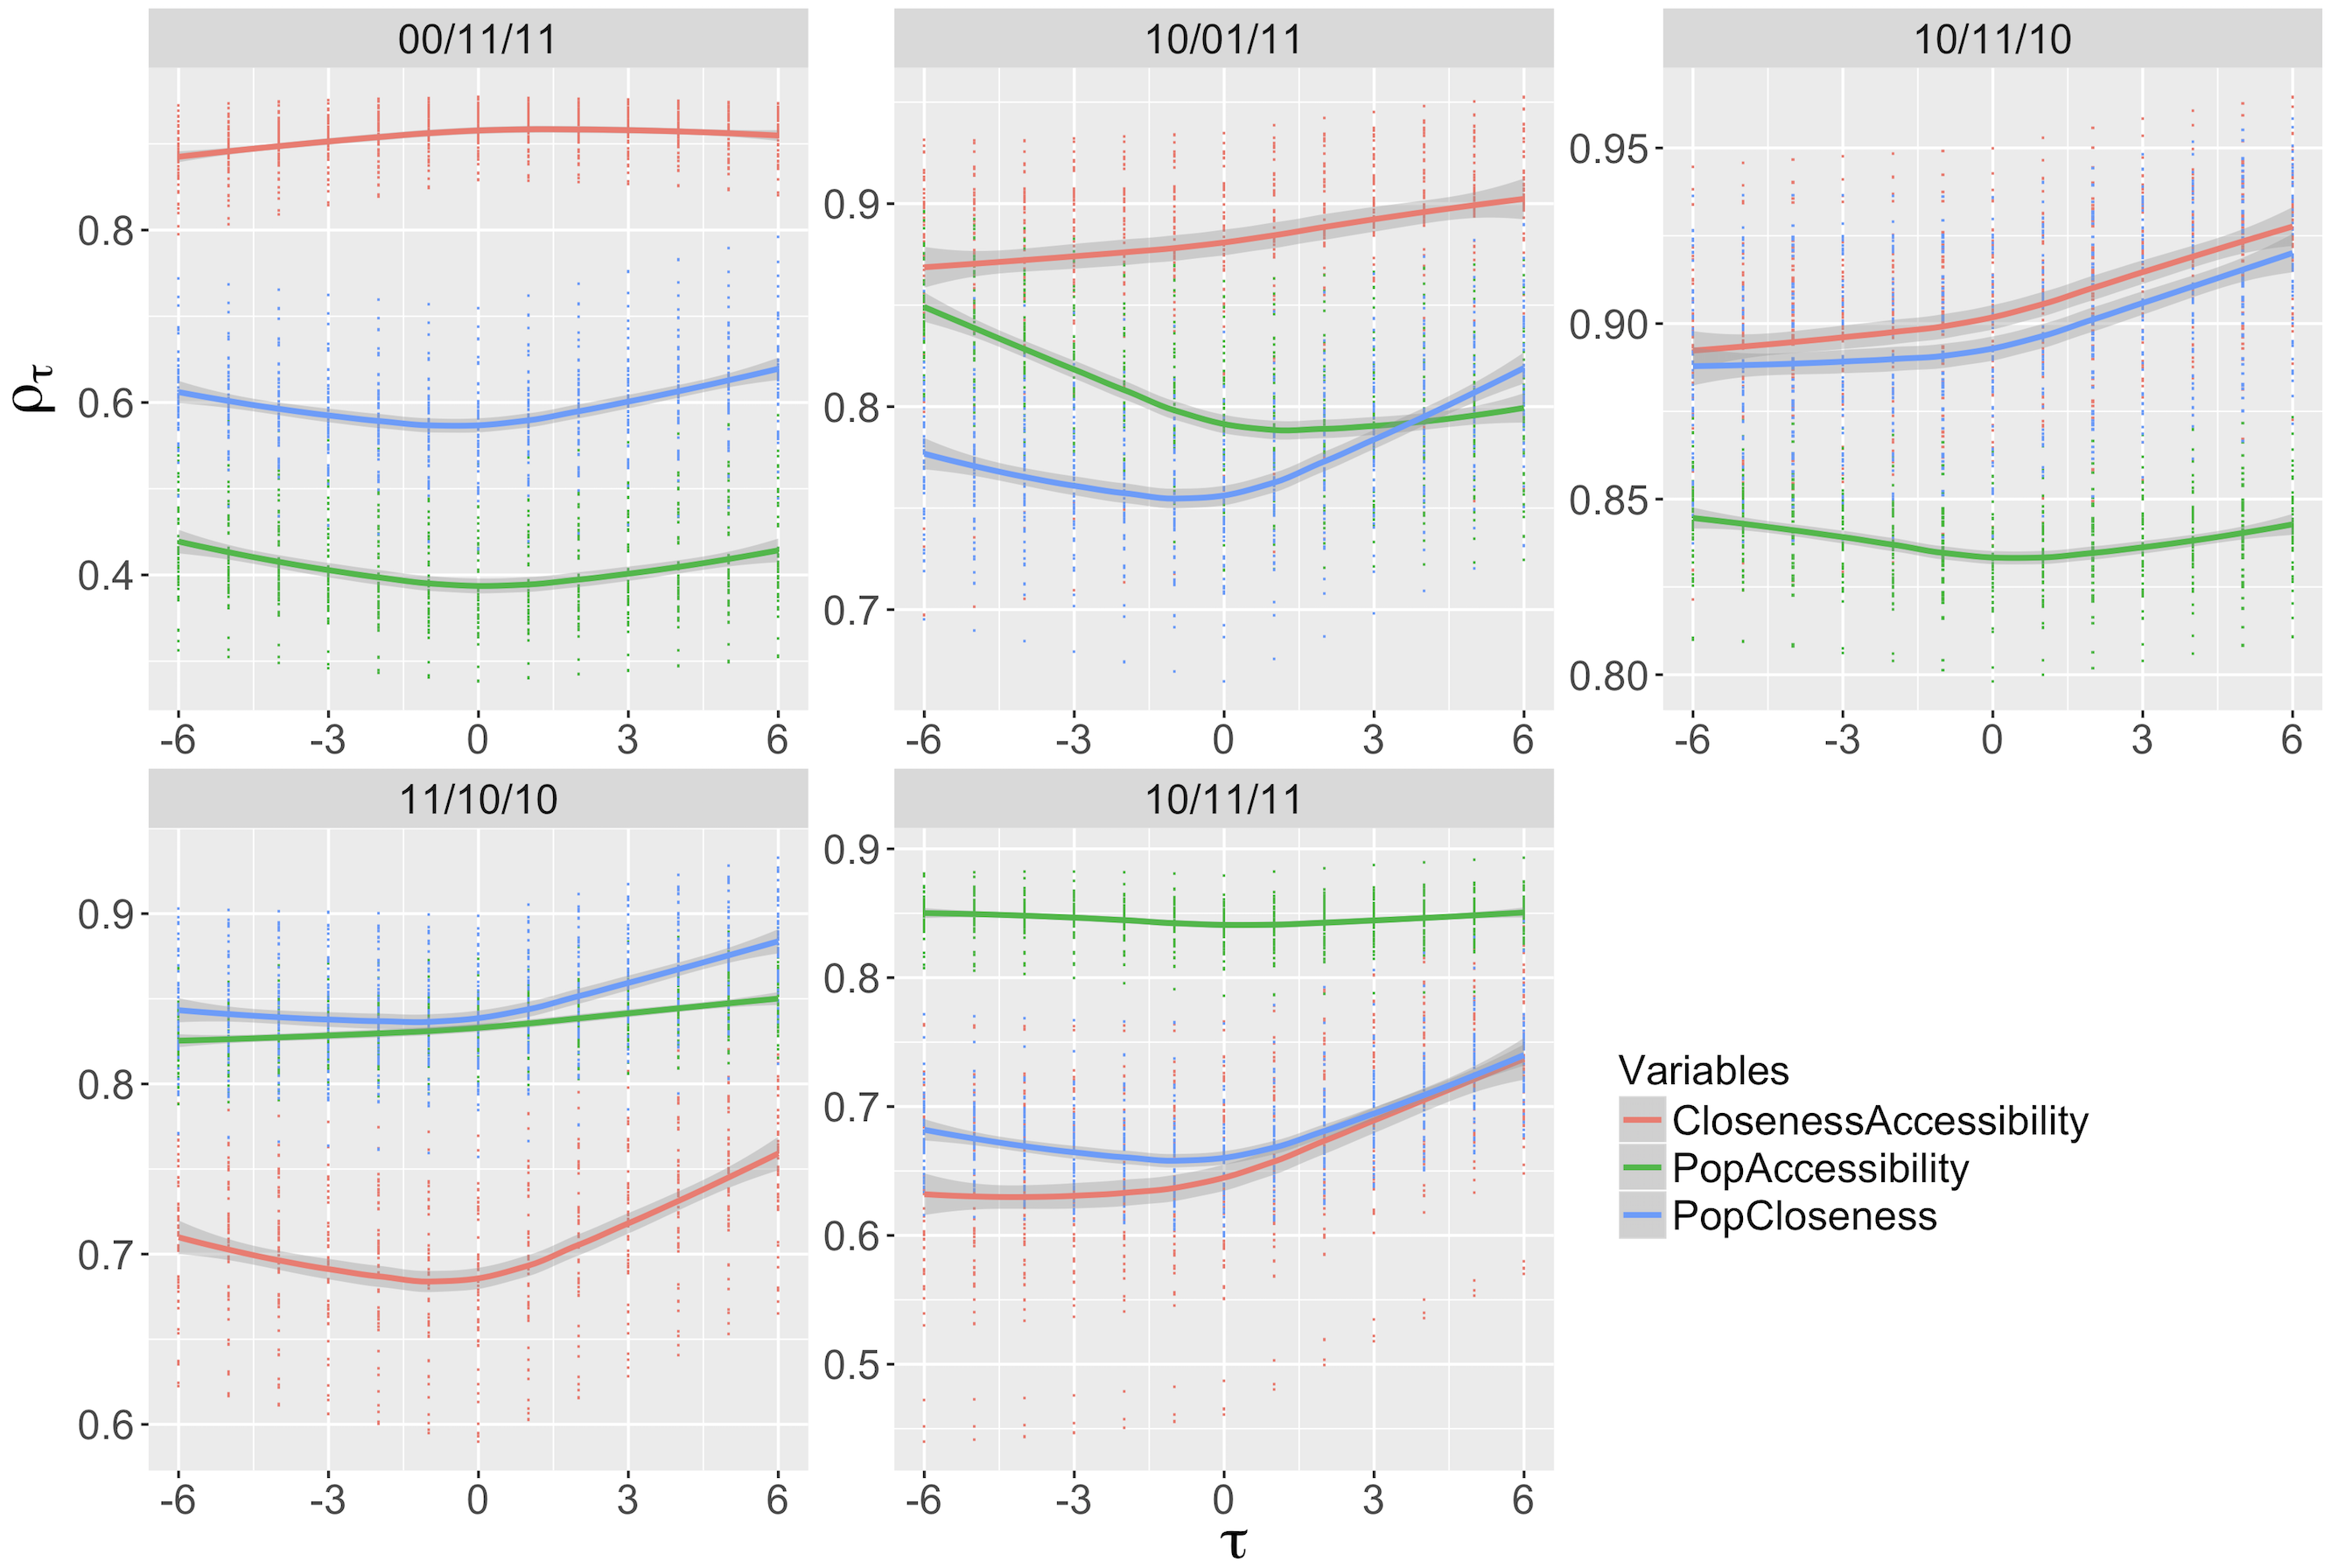 00/11/11
10/01/11
10/11/10
ρτ
0.8
0.6
0.4
-6 -3 0 3 6
0.9
0.8
0.7
-6 -3 0 3 6
0.95
0.90
0.85
0.80
-6 -3 0 3 6
11/10/10
10/11/11
0.9
0.8
0.7
0.6
-6 -3 0 3 6
0.9
0.8
0.7
0.6
0.5
-6 -3 0 3 6
τ
Variables
ClosenessAccessibility
PopAccessibility
PopCloseness